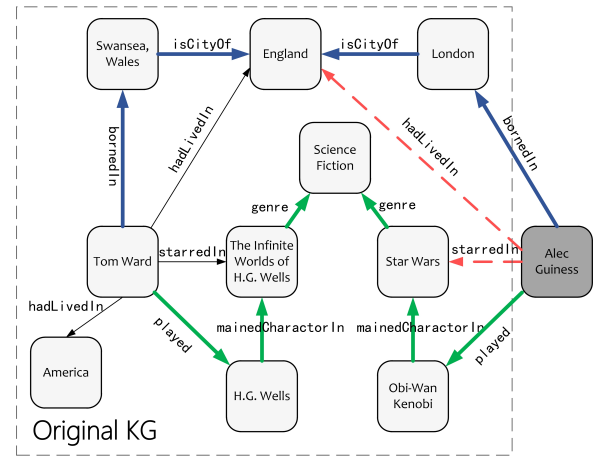 isCityOf
isCityOf
Swansea,
Wales
England
London
bornedIn
hadLivedIn
hadLivedIn
bornedIn
Science
Fiction
genre
genre
Tom Ward
starredIn
The Infinite
Worlds of
H.G. Wells
Star Wars
starredIn
Alec
Guiness
hadLivedIn
played
mainedCharactorIn
mainedCharactorIn
played
America
H.G. Wells
Obi-Wan
Kenobi
Original KG